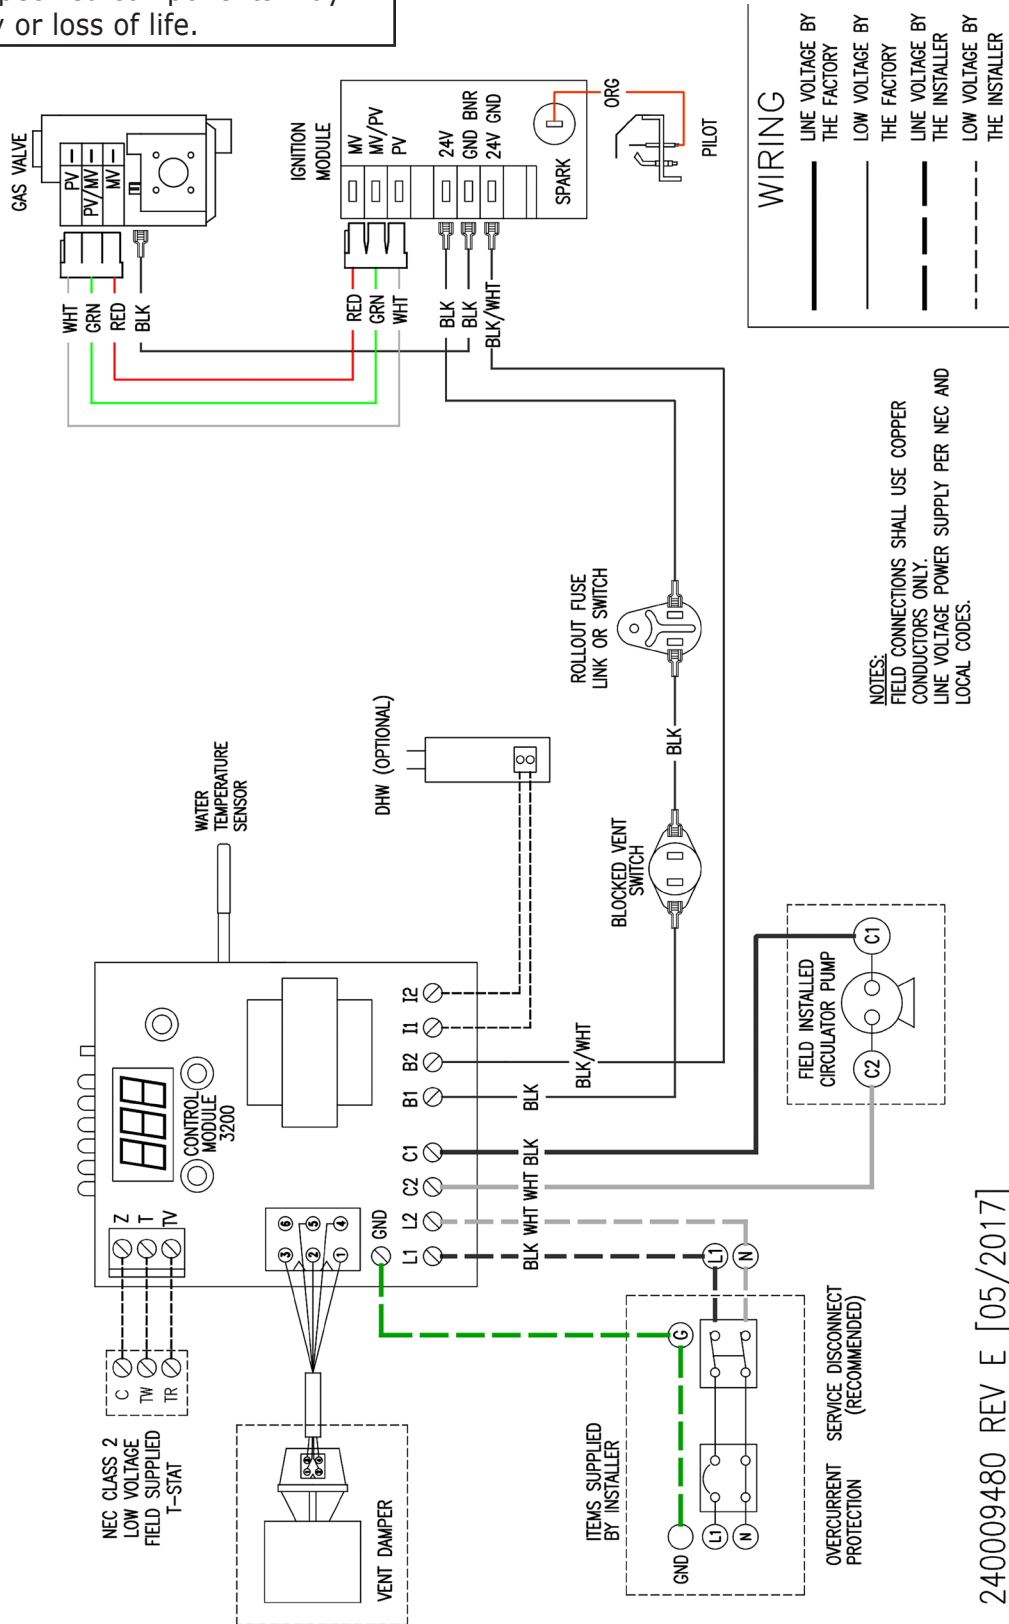 y or loss of life.
GAS VALVE
PV
PV/MV
MV
WHT
GRN
RED
BLK
IGNITION
MODULE
MV
MV/PV
PV
24V
GND BNR
24V GND
SPARK
ORG
PILOT
RED
GRN
WHT
BLK
BLK
BLK/WHT
WIRING
LINE VOLTAGE BY
THE FACTORY
LOW VOLTAGE BY
THE FACTORY
LINE VOLTAGE BY
THE INSTALLER
LOW VOLTAGE BY
THE INSTALLER
NOTES:
FIELD CONNECTIONS SHALL USE COPPER
CONDUCTORS ONLY.
LINE VOLTAGE POWER SUPPLY PER NEC AND
LOCAL CODES.
ROLLOUT FUSE
LINK OR SWITCH
BLK
BLOCKED VENT
SWITCH
DHW (OPTIONAL)
WATER
TEMPERATURE
SENSOR
CONTROL
MODULE
3200
Z
T
TV
C
TW
TR
NEC CLASS 2
LOW VOLTAGE
FIELD SUPPLIED
T-STAT
6
5
4
3
2
1
GND
L1
L2
C2
C1
B1
B2
I1
I2
BLK
WHT
WHT
BLK
BLK
BLK/WHT
FIELD INSTALLED
CIRCULATOR PUMP
C1
C2
VENT DAMPER
ITEMS SUPPLIED
BY INSTALLER
L1
N
G
GND
L1
N
OVERCURRENT
PROTECTION
SERVICE DISCONNECT
(RECOMMENDED)
240009480 REV E [05/2017]